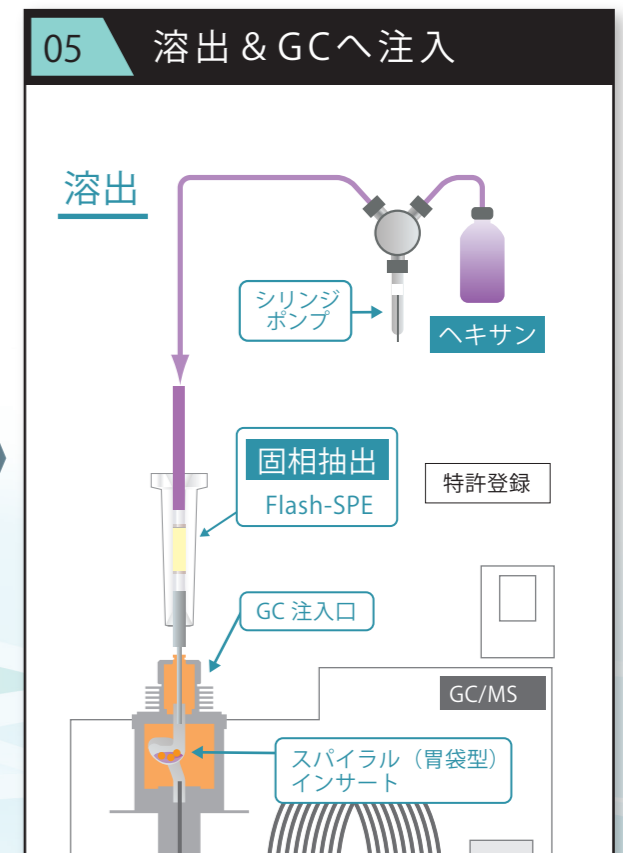 05 溶出&GCへ注入
溶出
シリンジ
ポンプ
ヘキサン
固相抽出
Flash-SPE
特許登録
GC 注入口
GC/MS
スパイラル（胃袋型）
インサート